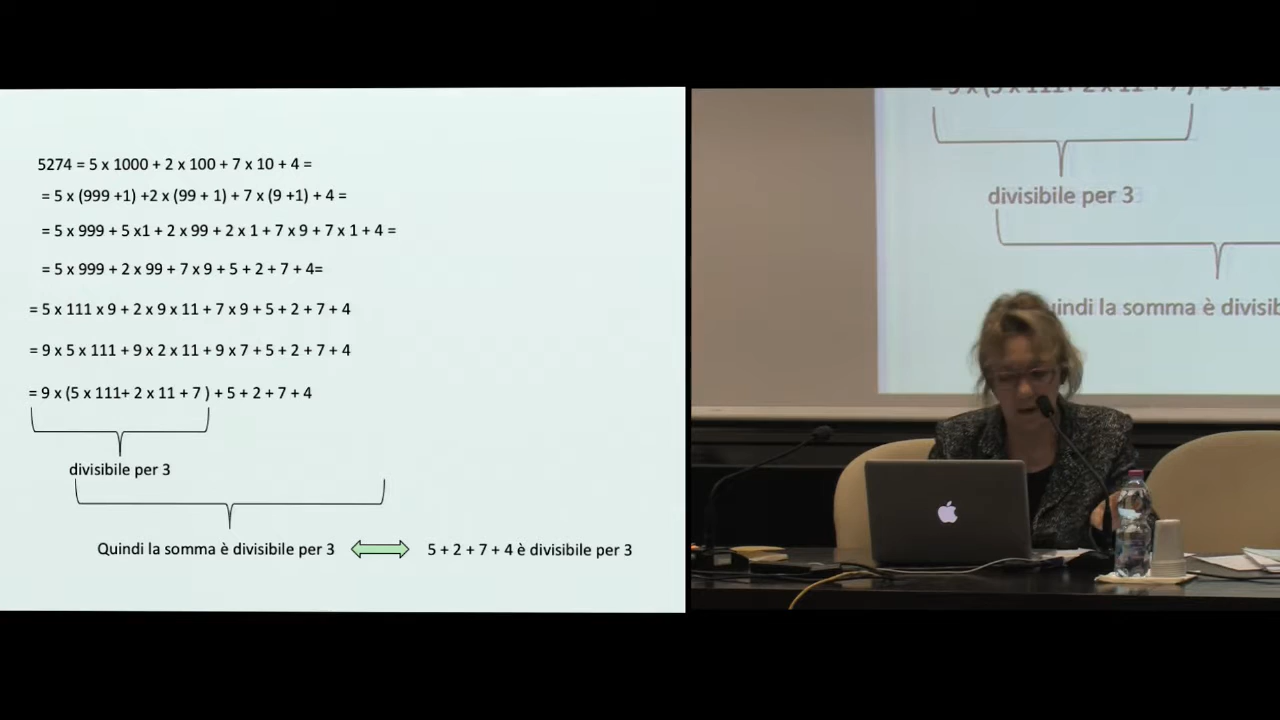 5274 = 5 x 1000 + 2 x 100 + 7 x 10 + 4 =
= 5 x (999 +1) +2 x (99 + 1) + 7 x (9 +1) + 4 =
= 5 x 999 + 5 x1 + 2 x 99 + 2 x 1 + 7 x 9 + 7 x 1 + 4 =
= 5 x 999 + 2 x 99 + 7 x 9 + 5 + 2 + 7 + 4=
= 5 x 111 x 9 + 2 x 9 x 11 + 7 x 9 + 5 + 2 + 7 + 4
= 9 x 5 x 111 + 9 x 2 x 11 + 9 x 7 + 5 + 2 + 7 + 4
= 9 x (5 x 111+ 2 x 11 + 7 ) + 5 + 2 + 7 + 4
divisibile per 3
Quindi la somma è divisibile per 3
5 + 2 + 7 + 4 è divisibile per 3
divisibile per 3
la somma è